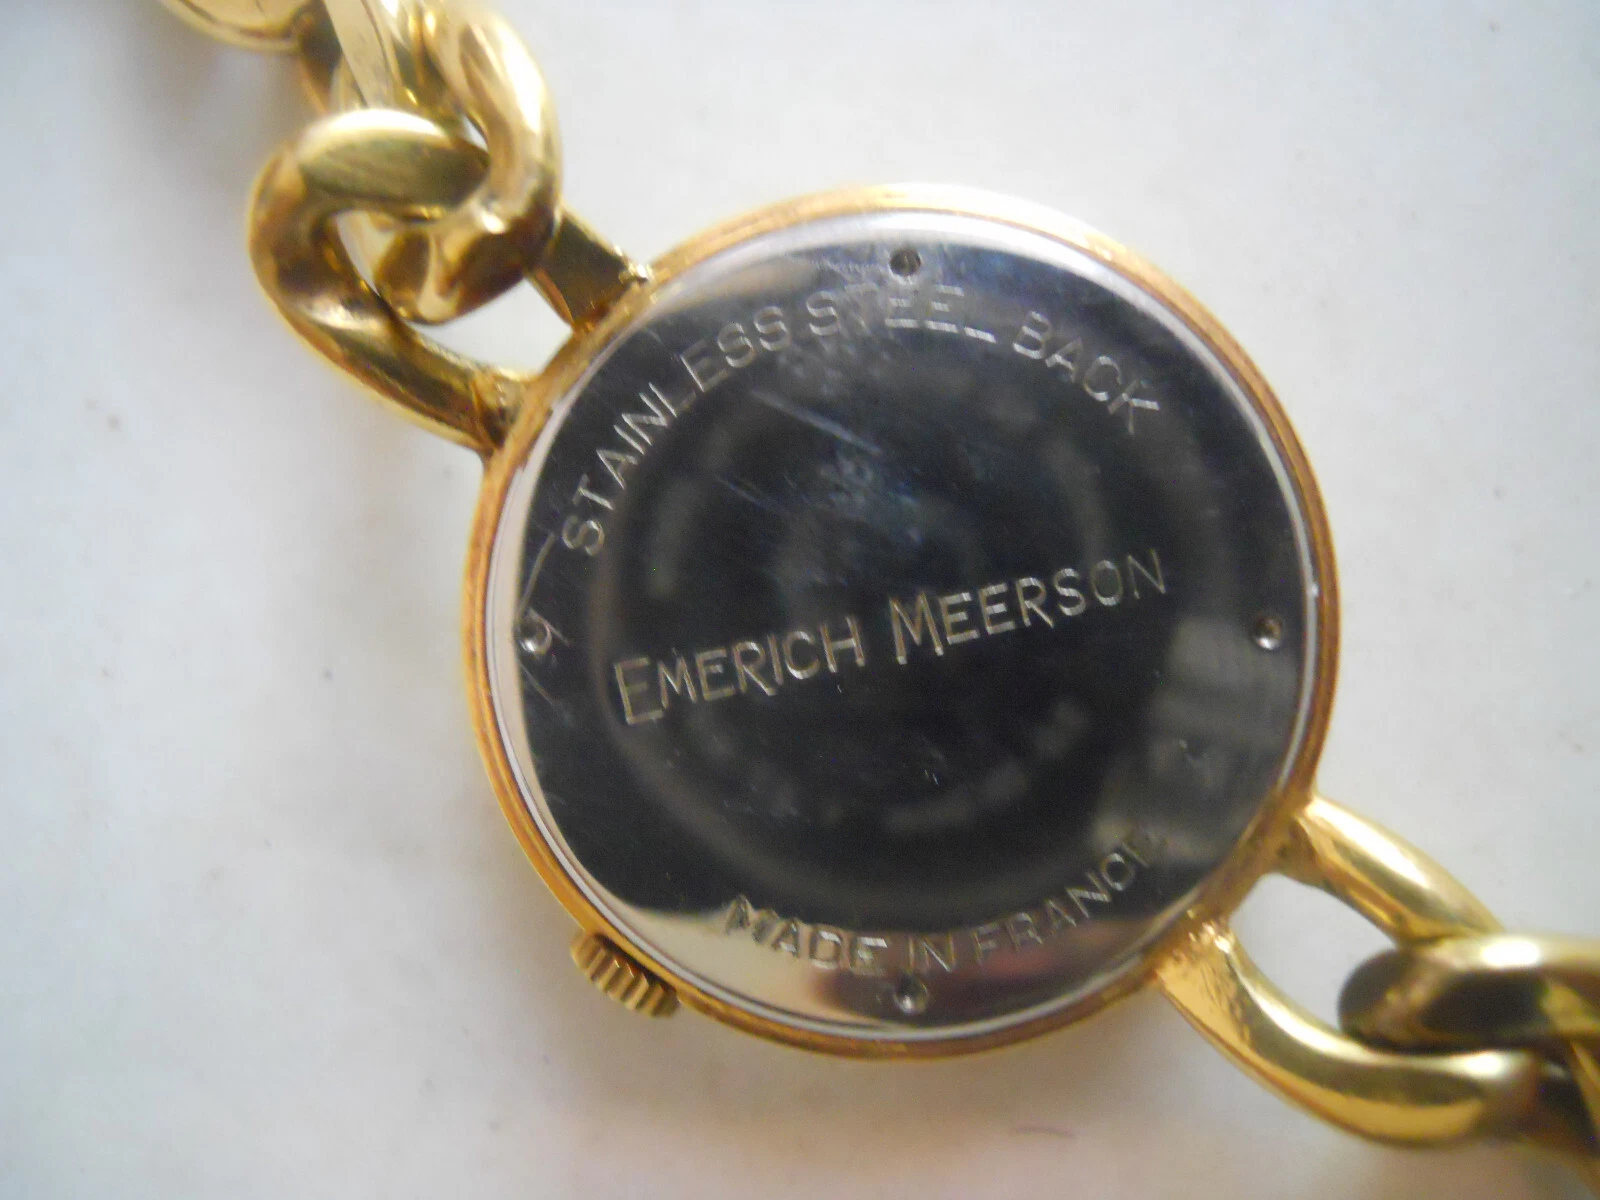 STAINLESS STEEL BACK
EMERICH MEERSON
MADE IN FRANCE